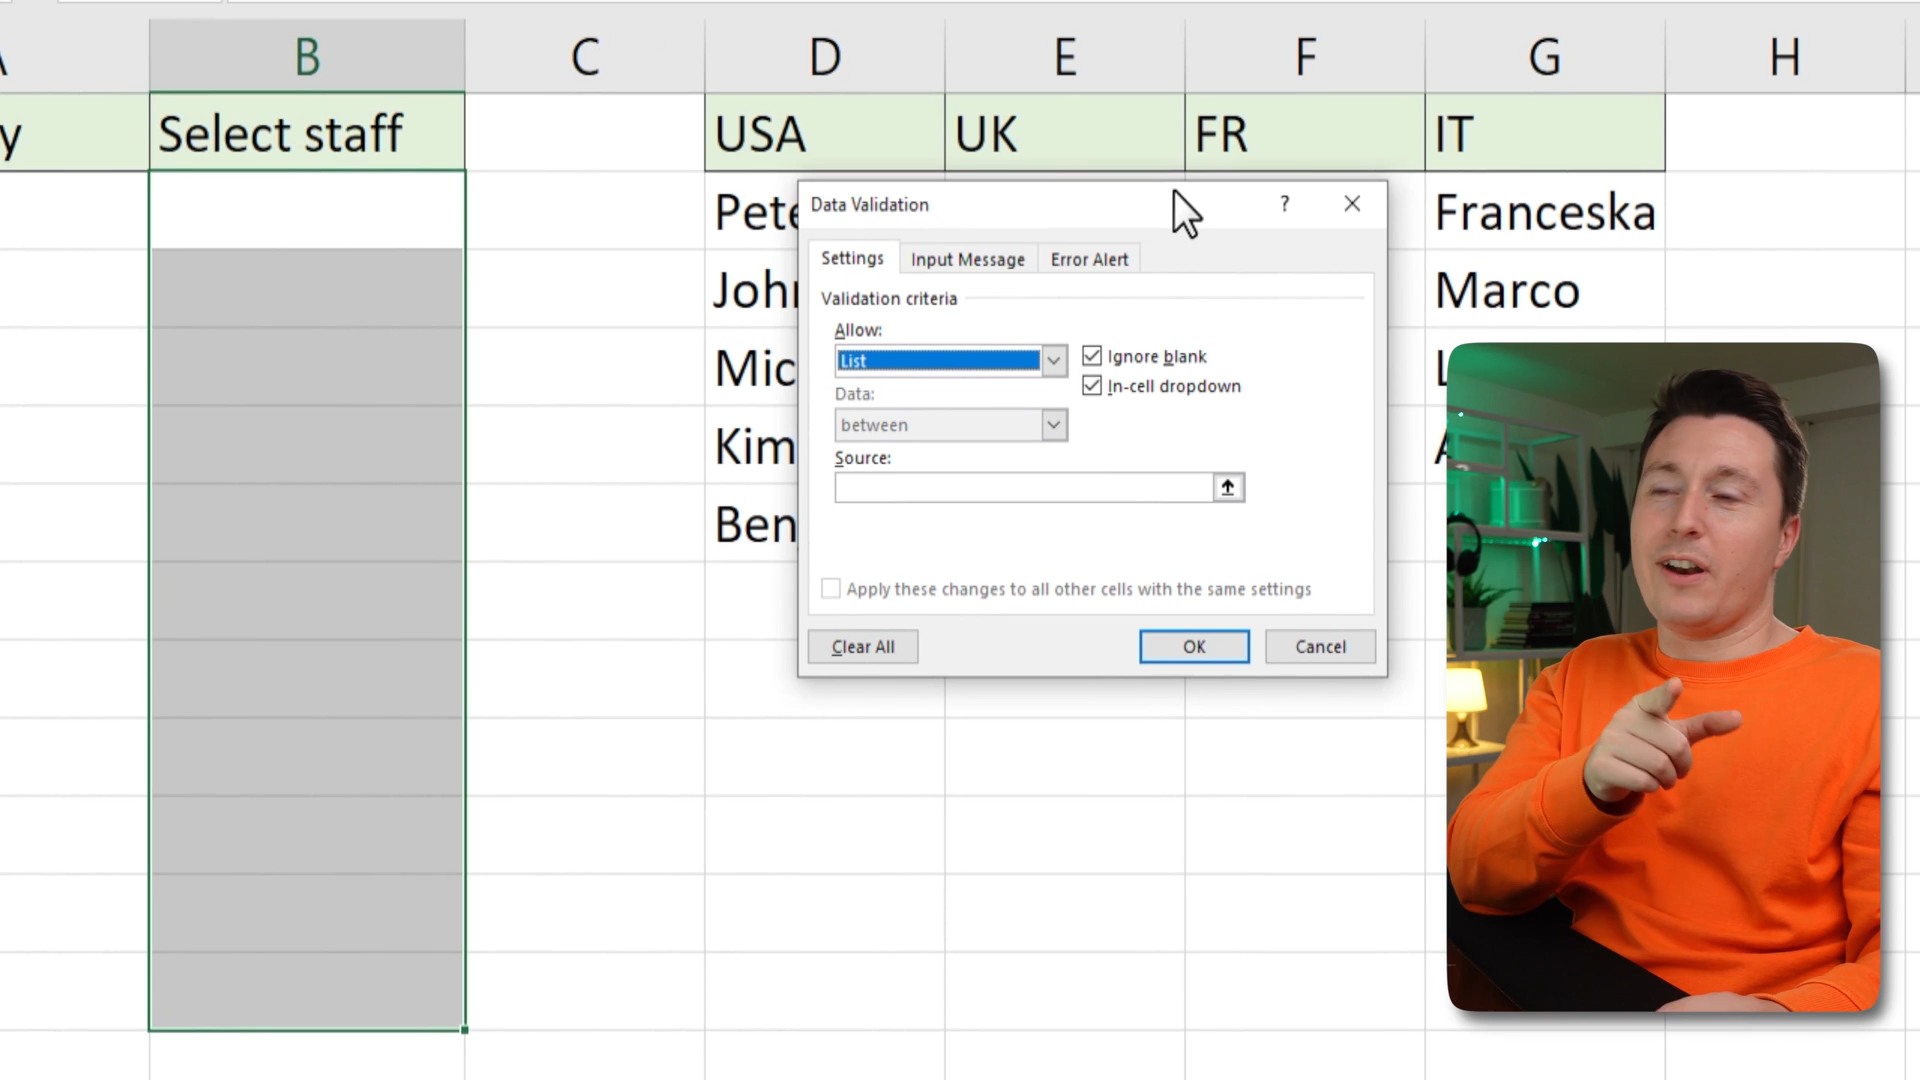 B C D E F G H
y Select staff USA UK FR IT
Franceska
Marco
Kim
Ben
Data Validation ?
Settings Input Message Error Alert
Validation criteria
Allow:
List
Ignore blank
In-cell dropdown
Data:
between
Source:
Apply these changes to all other cells with the same settings
Clear All OK Cancel